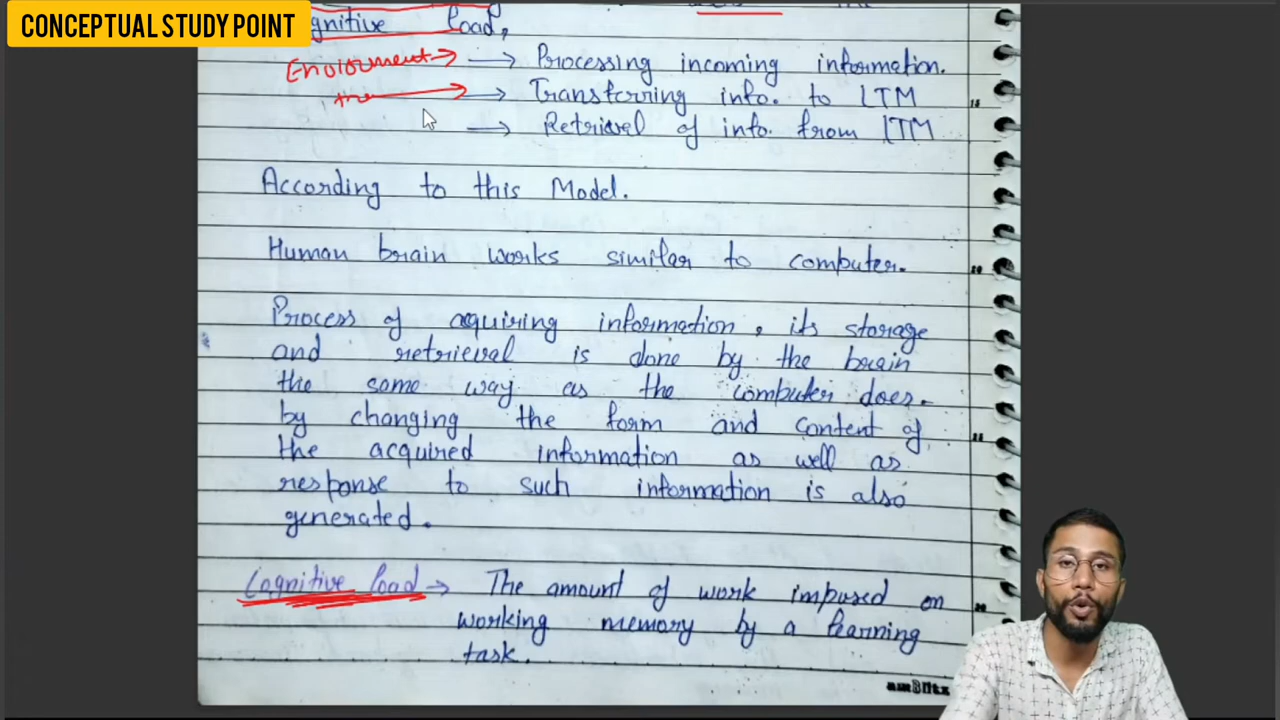 CONCEPTUAL STUDY POINT
gnitive load,
Enviorment → → Processing incoming information.
the → → Transferring info. to LTM
→ Retrieval of info. from LTM
According to this Model.
Human brain works similar to computer.
Process of aquiring information, its storage
and retrieval is done by the brain
the same way as the computer does.
by changing the form and content of
the acquired information as well as
response to such information is also
generated.
Cognitive load → The amount of work imposed on
working memory by a learning
task.